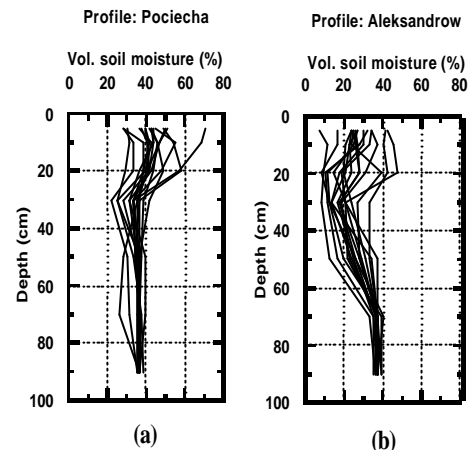 Profile: Pociecha
Vol. soil moisture (%)
0 20 40 60 80
0
20
40
60
80
100
Depth (cm)
(a)
Profile: Aleksandrow
Vol. soil moisture (%)
0 20 40 60 80
0
20
40
60
80
100
Depth (cm)
(b)